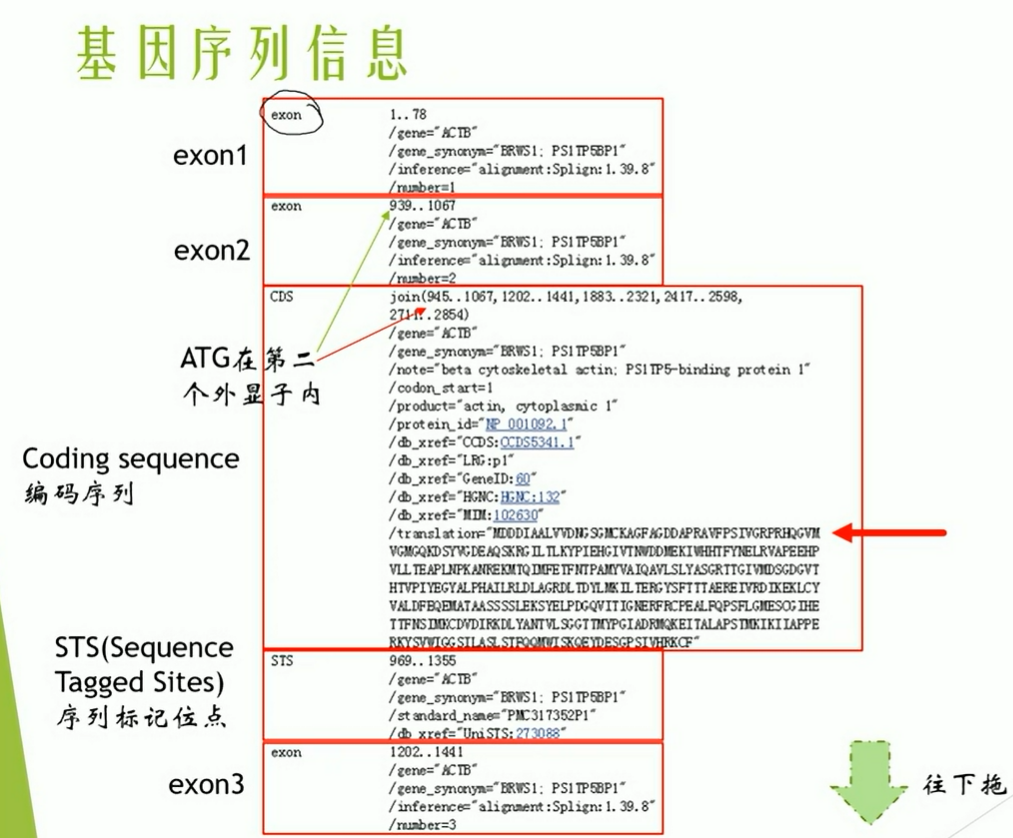 基因序列信息
exon1
exon 1..78
/gene="ACTB"
/gene_synonym="BRWS1; PS1TP5BP1"
/inference="alignment:Splign:1.39.8"
/number=1
exon2
exon 939..1067
/gene="ACTB"
/gene_synonym="BRWS1; PS1TP5BP1"
/inference="alignment:Splign:1.39.8"
/number=2
CDS join(945..1067,1202..1441,1883..2321,2417..2598,
..2854)
/gene="ACTB"
/gene_synonym="BRWS1; PS1TP5BP1"
/note="beta cytoskeletal actin; PS1TP5-binding protein 1"
/codon_start=1
/product="actin, cytoplasmic 1"
/protein_id="NP_001092.1"
/db_xref="CCDS:CCDS5341.1"
/db_xref="LRG:p1"
/db_xref="GeneID:60"
/db_xref="HGNC:HGNC:132"
/db_xref="MIM:102630"
/translation="MDDDIAALVVDNGSGMCKAGFAGDDAPRAVFPSIVGRPRHQGVM
VGMGQKDSYVGDEAQSKRGILTLKYPIEHGIVTNWDDMEKIWHHTFYNELRVAPEEHP
VLLTEAPLNPKANREKMTQIMFETFNTPAMYVAIQAVLSLYASGRTTGIVMDSGDGVT
HTVPIYEGYALPHAILRLDLAGRDLTDYLMKILTERGYSFTTTAEREIVRDIKEKLCY
VALDFEQEMATAASSSSLEKSYELPDGQVITIGNERFRCPEALFQPSFLGMESCGIHE
TTFNSIMKCDVDIRKDLYANTVLSGGTTMYPGIADRMQKEITALAPSTMKIKIIAPPE
RKYSVWIGGSILASLSTFQQMWISKQEYDESGPSIVHRKCF"
ATG在第二
个外显子内
Coding sequence
编码序列
STS(Sequence
Tagged Sites)
序列标记位点
STS 969..1355
/gene="ACTB"
/gene_synonym="BRWS1; PS1TP5BP1"
/standard_name="PMC317352P1"
/db_xref="UniSTS:273088"
exon3
exon 1202..1441
/gene="ACTB"
/gene_synonym="BRWS1; PS1TP5BP1"
/inference="alignment:Splign:1.39.8"
/number=3
往下拖